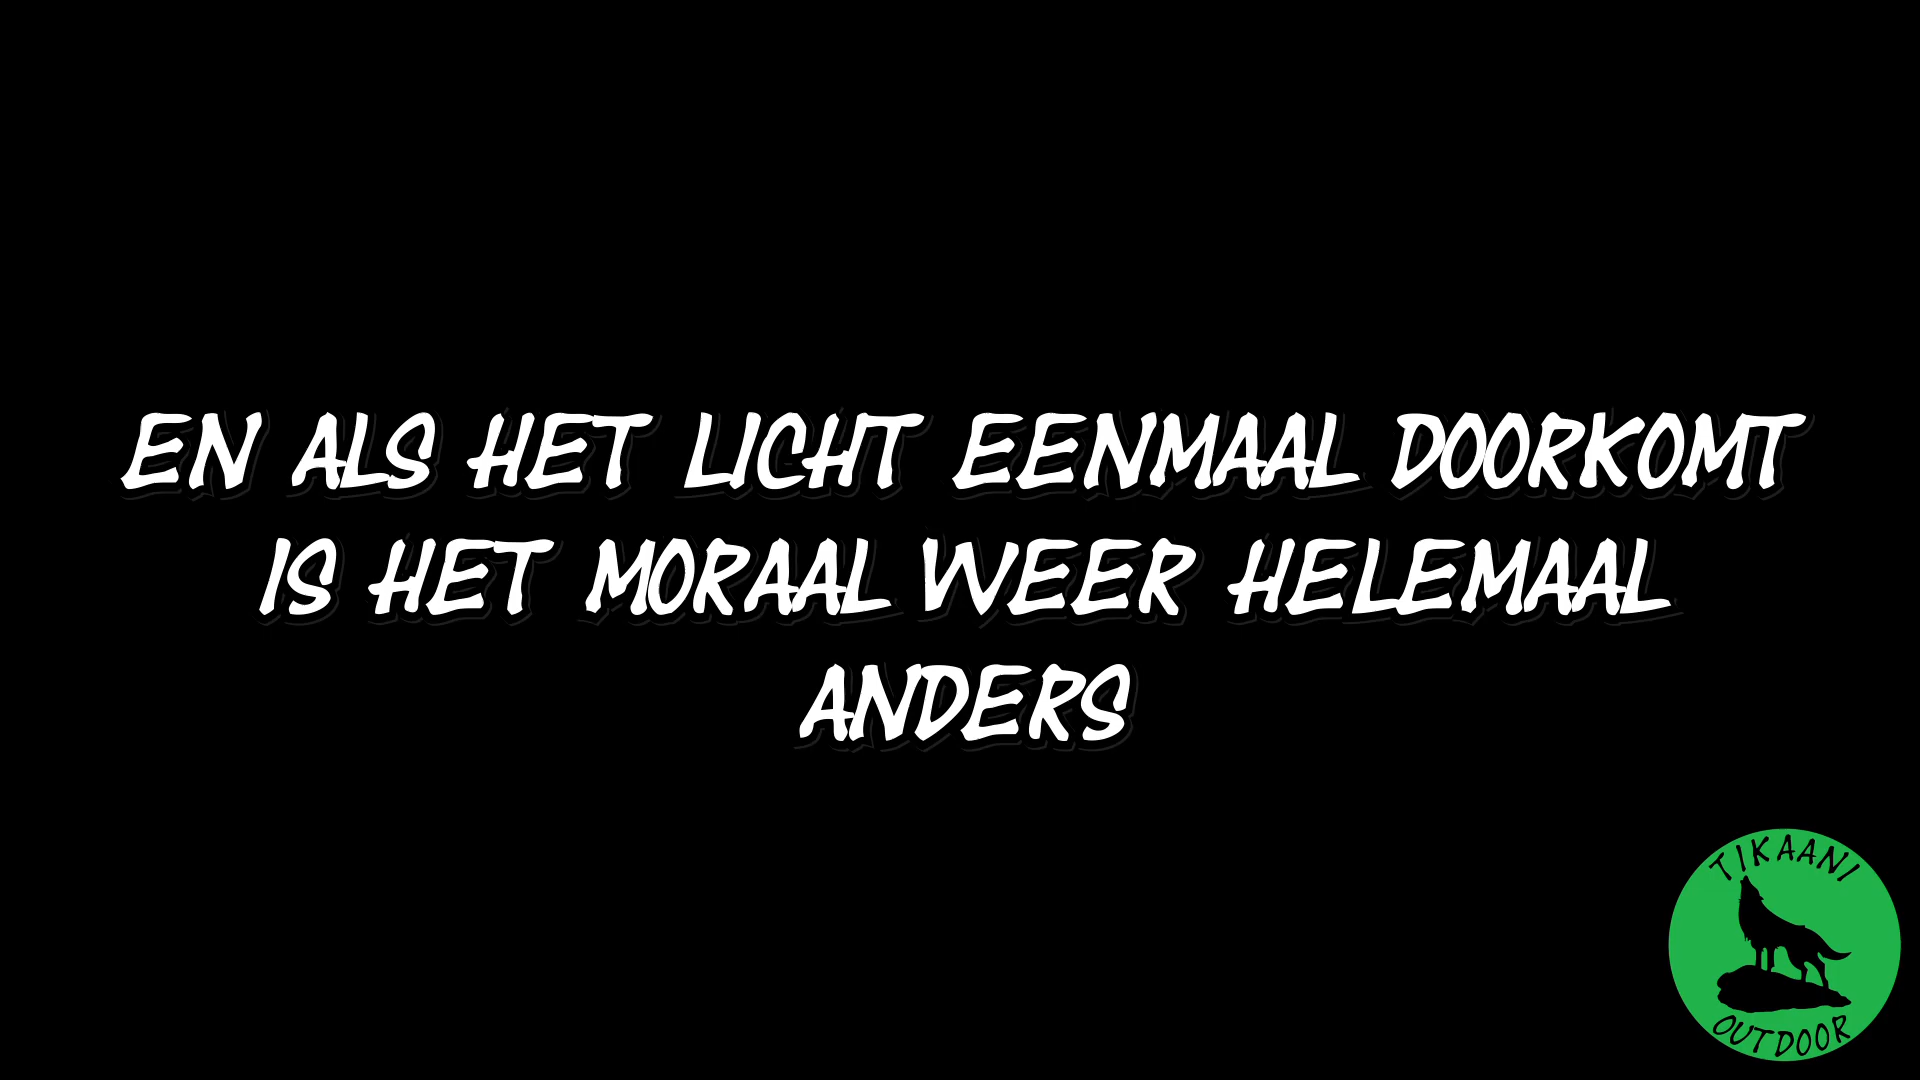 EN ALS HET LICHT EENMAAL DOORKOMT
IS HET MORAAL WEER HELEMAAL
ANDERS
TIKAANI
OUTDOOR